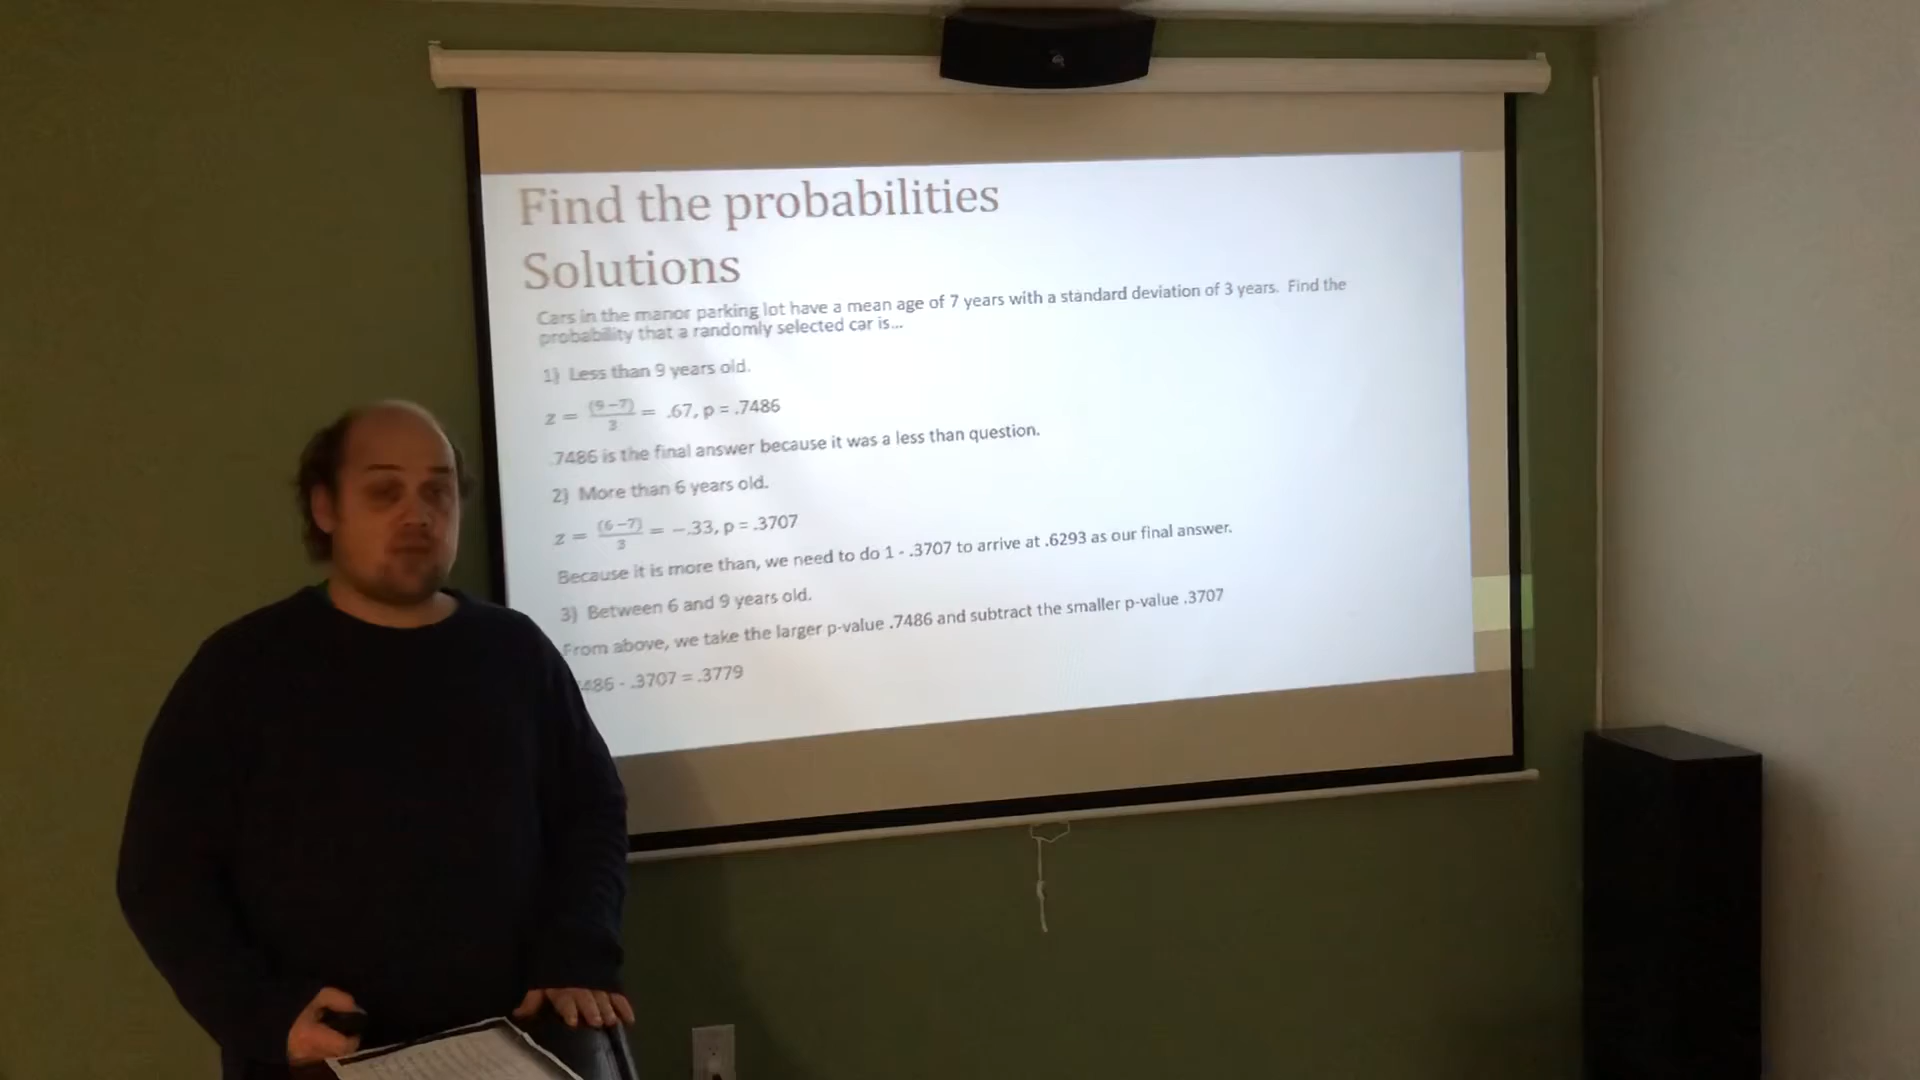 Find the probabilities
Solutions
Cars in the manor parking lot have a mean age of 7 years with a standard deviation of 3 years. Find the
probability that a randomly selected car is...
1) Less than 9 years old.
z = (9−7)/3 = .67, p = .7486
.7486 is the final answer because it was a less than question.
2) More than 6 years old.
z = (6−7)/3 = −.33, p = .3707
Because it is more than, we need to do 1 - .3707 to arrive at .6293 as our final answer.
3) Between 6 and 9 years old.
From above, we take the larger p-value .7486 and subtract the smaller p-value .3707
486 - .3707 = .3779